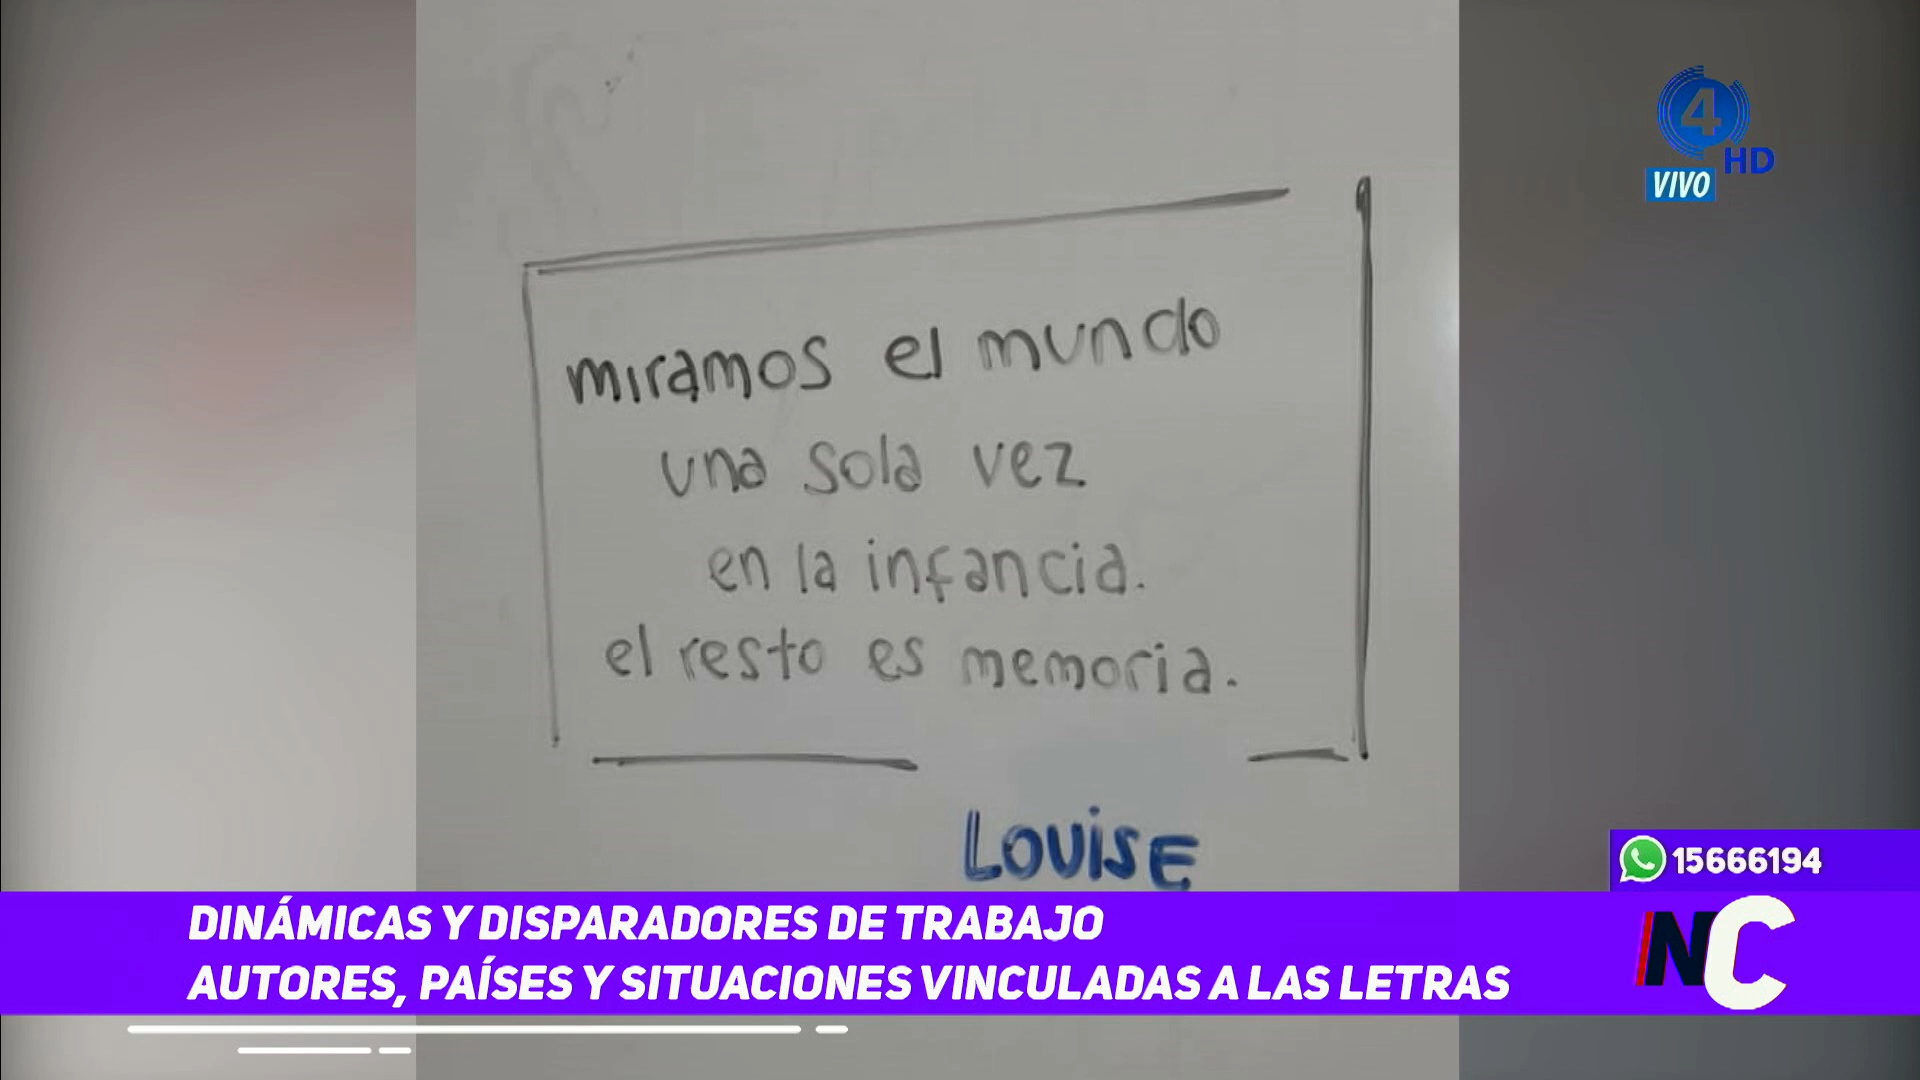 4
HD
VIVO
miramos el mundo
una sola vez
en la infancia.
el resto es memoria.
LOUISE
15666194
DINÁMICAS Y DISPARADORES DE TRABAJO
AUTORES, PAÍSES Y SITUACIONES VINCULADAS A LAS LETRAS
NC